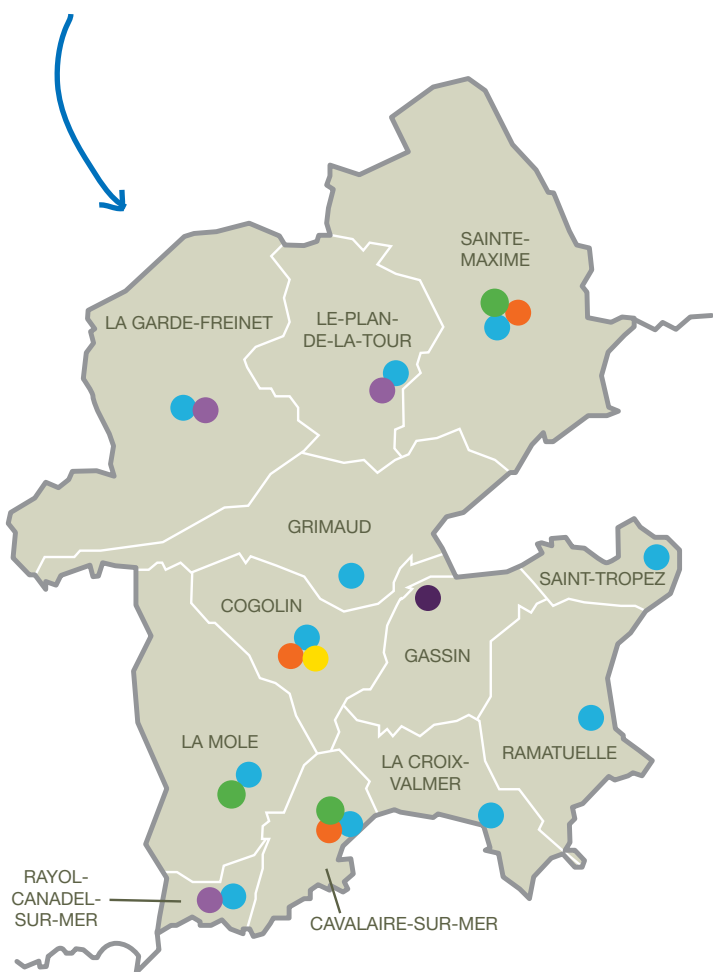 SAINTE-
MAXIME
LE-PLAN-
DE-LA-TOUR
LA GARDE-FREINET
GRIMAUD
SAINT-TROPEZ
COGOLIN
GASSIN
LA MOLE
RAMATUELLE
LA CROIX-
VALMER
RAYOL-
CANADEL-
SUR-MER
CAVALAIRE-SUR-MER